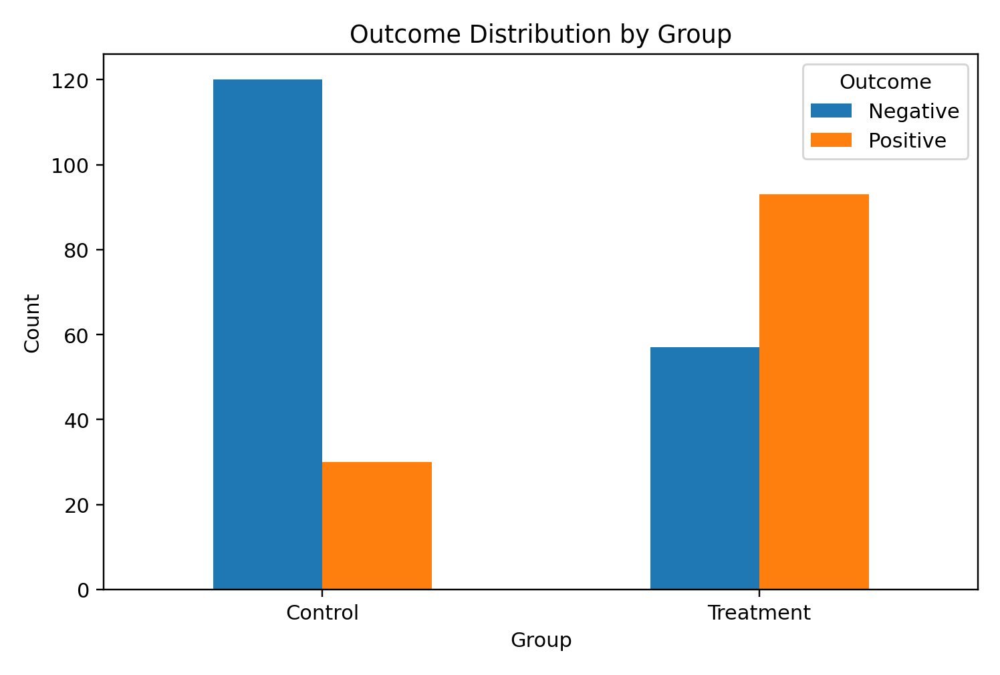 Outcome Distribution by Group
Outcome
Negative
Positive
120
100
80
60
40
20
0
Count
Control
Treatment
Group